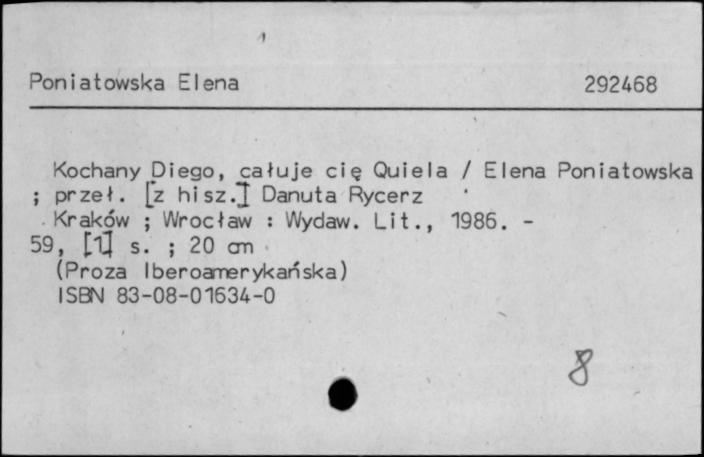 Poniatowska Elena 292468
Kochany Diego, całuje cię Quiela / Elena Poniatowska
; przeł. [z hisz.] Danuta Rycerz
Kraków ; Wrocław : Wydaw. Lit., 1986. -
59, [1] s. ; 20 cm
(Proza Iberoamerykańska)
ISBN 83-08-01634-0
8